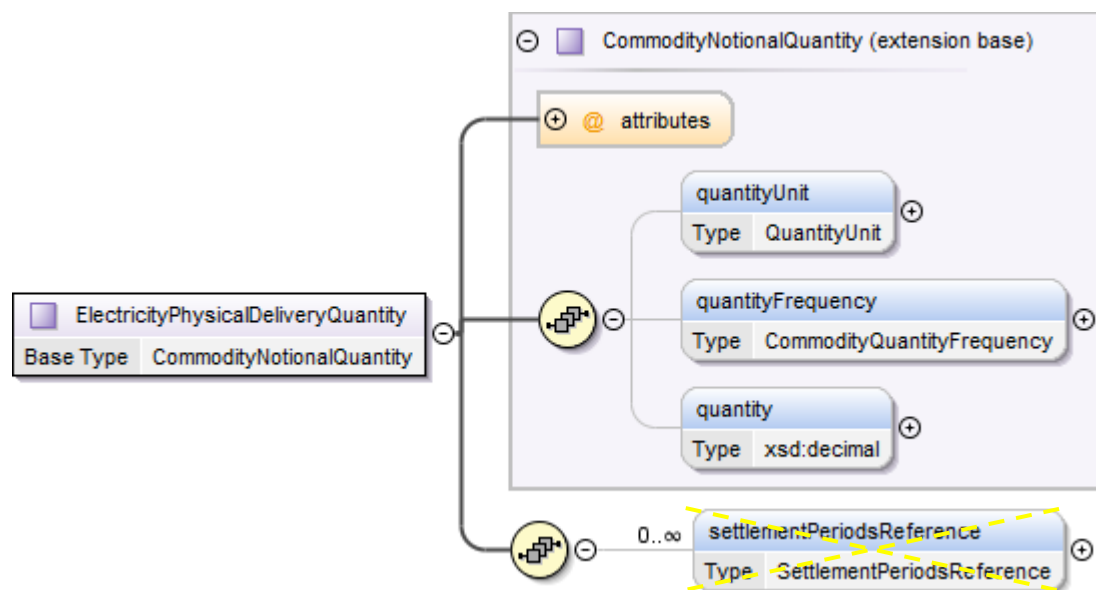 CommodityNotionalQuantity (extension base)
@ attributes
quantityUnit
Type QuantityUnit
quantityFrequency
Type CommodityQuantityFrequency
ElectricityPhysicalDeliveryQuantity
Base Type CommodityNotionalQuantity
quantity
Type xsd:decimal
0..∞ settlementPeriodsReference
Type SettlementPeriodsReference